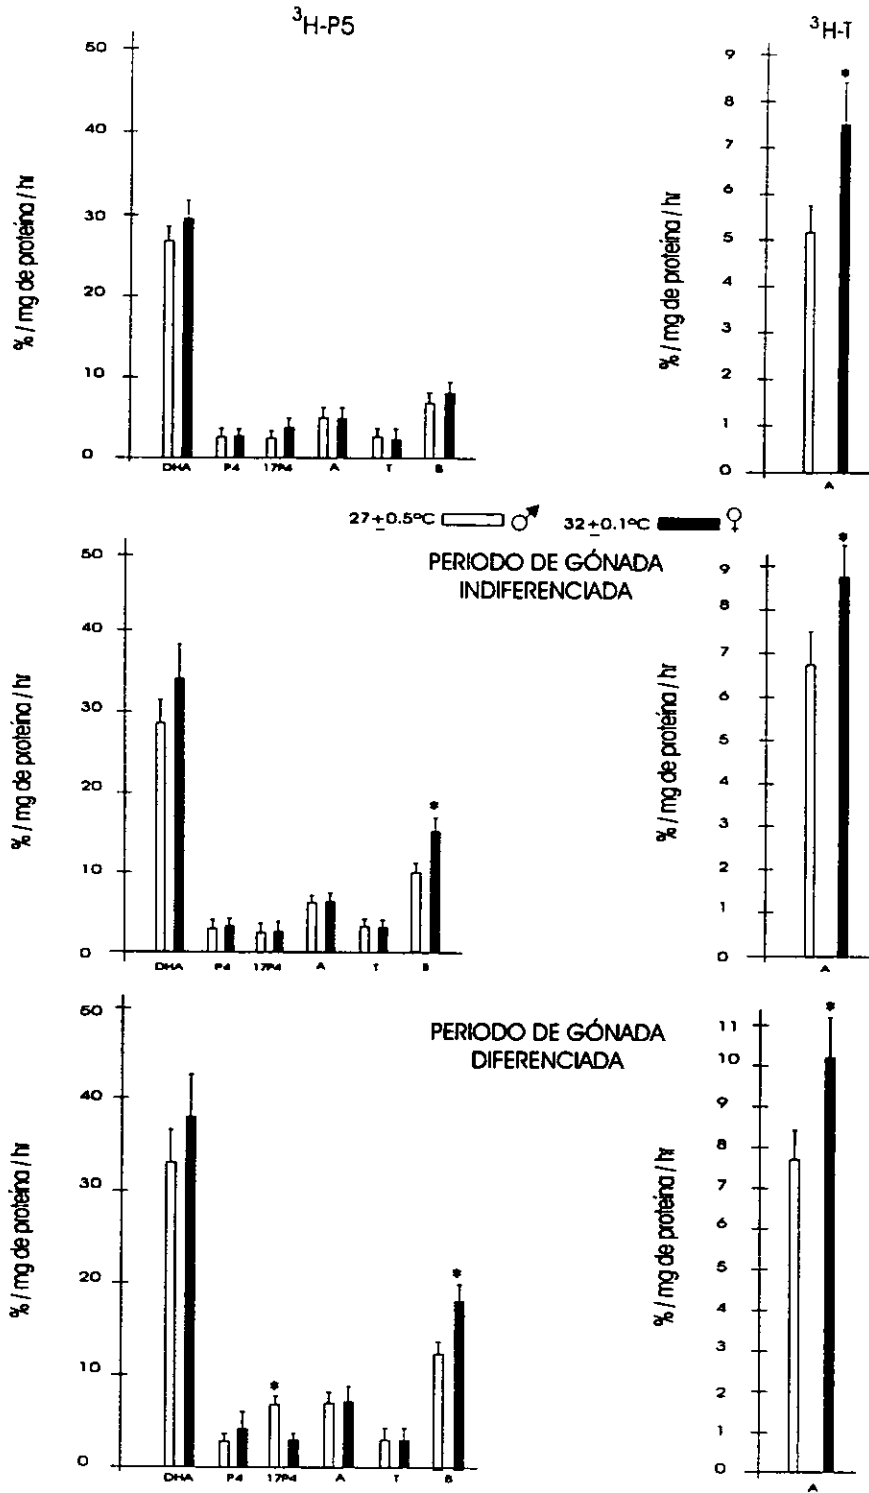 ³H-P5
³H-T
% / mg de proteína / hr
50
40
30
20
10
0
DHA P4 17P4 A T B
% / mg de proteína / hr
9
*
8
7
6
5
4
3
2
1
0
A
27±0.5ºC ♂ 32±0.1ºC ♀
PERIODO DE GÓNADA
INDIFERENCIADA
% / mg de proteína / hr
50
40
30
20
10
0
*
DHA P4 17P4 A T B
% / mg de proteína / hr
*
9
8
7
6
5
4
3
2
1
0
A
PERIODO DE GÓNADA
DIFERENCIADA
% / mg de proteína / hr
50
40
30
20
10
0
* *
DHA P4 17P4 A T B
% / mg de proteína / hr
*
11
10
9
8
7
6
5
4
3
2
1
0
A